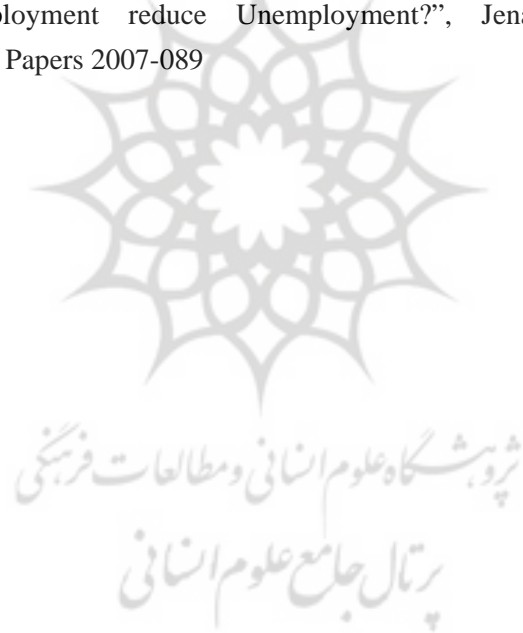 ployment reduce Unemployment?”, Jena
Papers 2007-089
پژوهشگاه علوم انسانی و مطالعات فرهنگی
پرتال جامع علوم انسانی